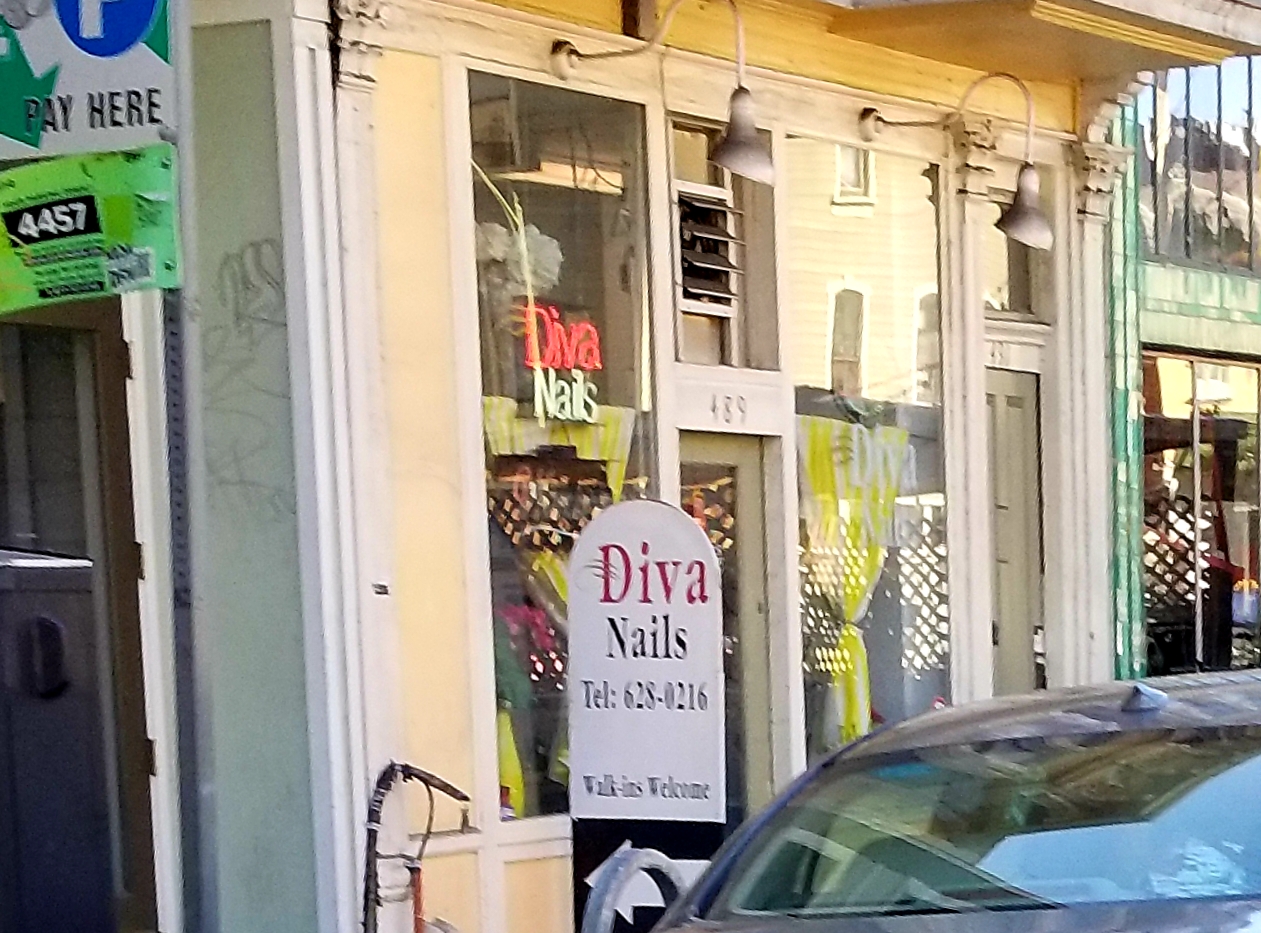 P
PAY HERE
4457
Diva
Nails
489
Diva
Nails
Tel: 628-0216
Walk-ins Welcome